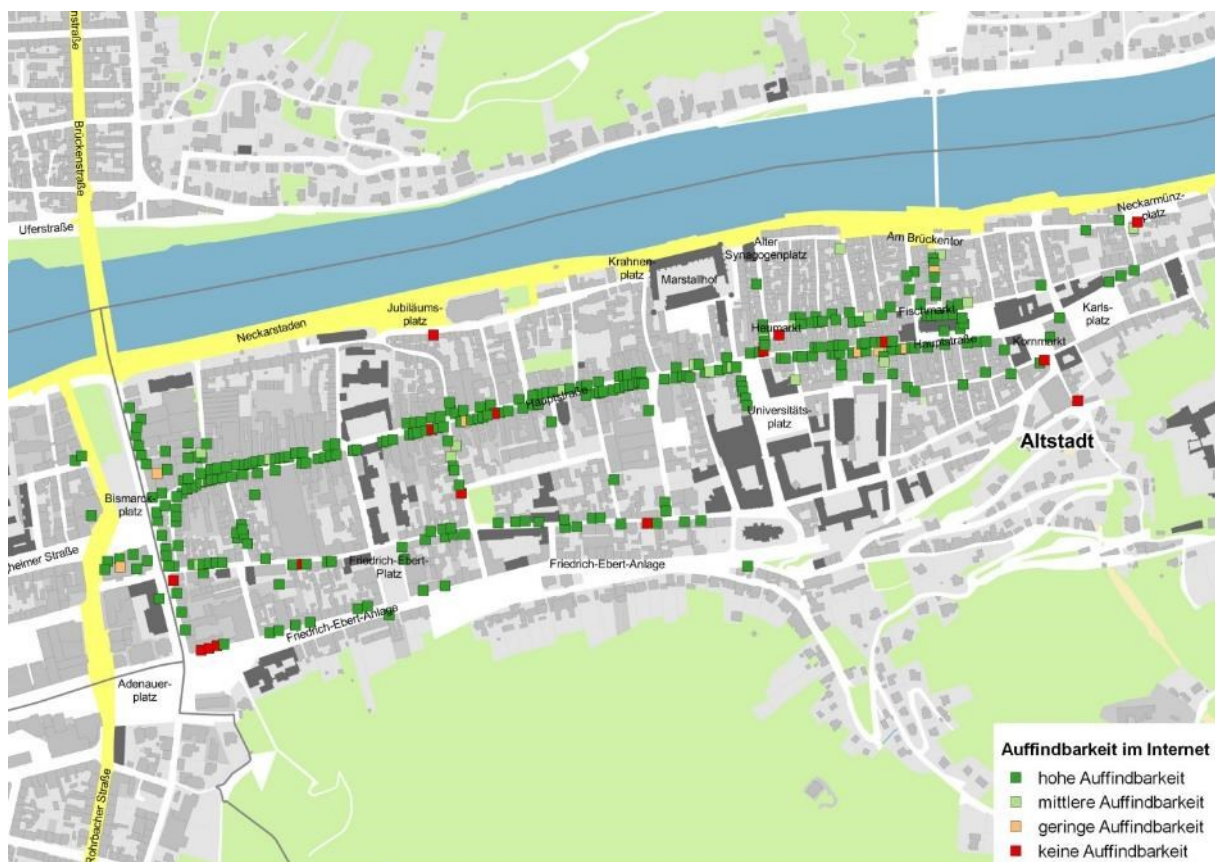 nstraße
Brückenstraße
Uferstraße
Neckarmünz-
platz
Am Brückentor
Alter
Synagogenplatz
Krahnen-
platz
Marstallhof
Karls-
platz
Jubiläums-
platz
Fischmarkt
Neckarstaden
Heumarkt
Hauptstraße
Kornmarkt
Hauptstraße
Universitäts-
platz
Altstadt
Bismarck-
platz
heimer Straße
Friedrich-Ebert-
Platz
Friedrich-Ebert-Anlage
Friedrich-Ebert-Anlage
Adenauer-
platz
Rohrbacher Straße
Auffindbarkeit im Internet
hohe Auffindbarkeit
mittlere Auffindbarkeit
geringe Auffindbarkeit
keine Auffindbarkeit